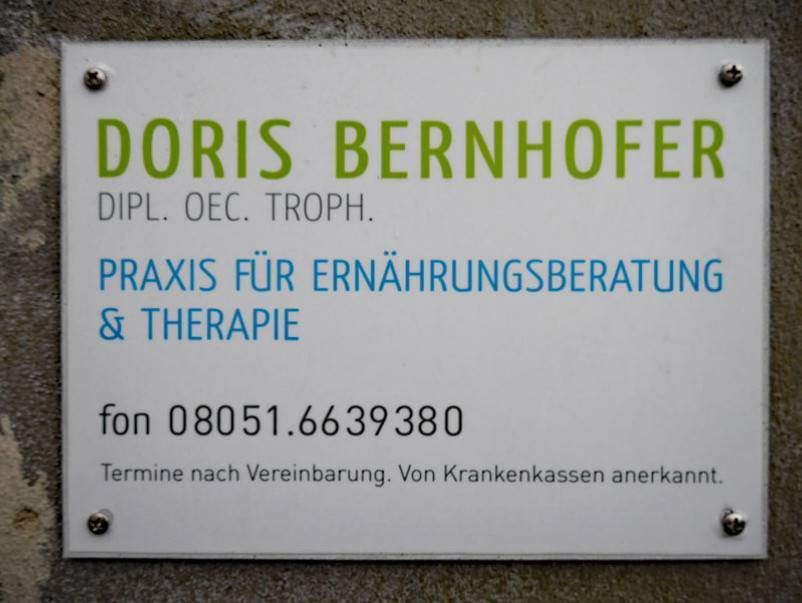 DORIS BERNHOFER
DIPL. OEC. TROPH.
PRAXIS FÜR ERNÄHRUNGSBERATUNG
& THERAPIE
fon 08051.6639380
Termine nach Vereinbarung. Von Krankenkassen anerkannt.